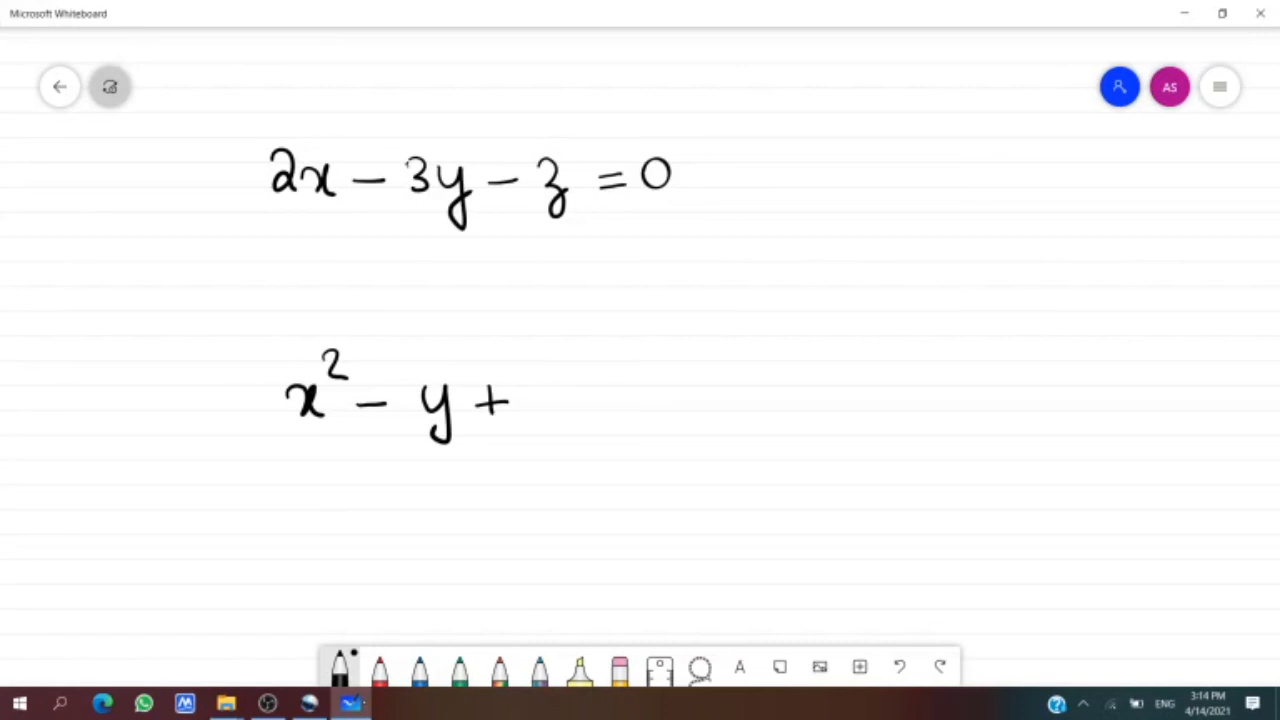 Microsoft Whiteboard
AS
2x - 3y - z = 0
x² - y +
A
ENG
3:14 PM
4/14/2021